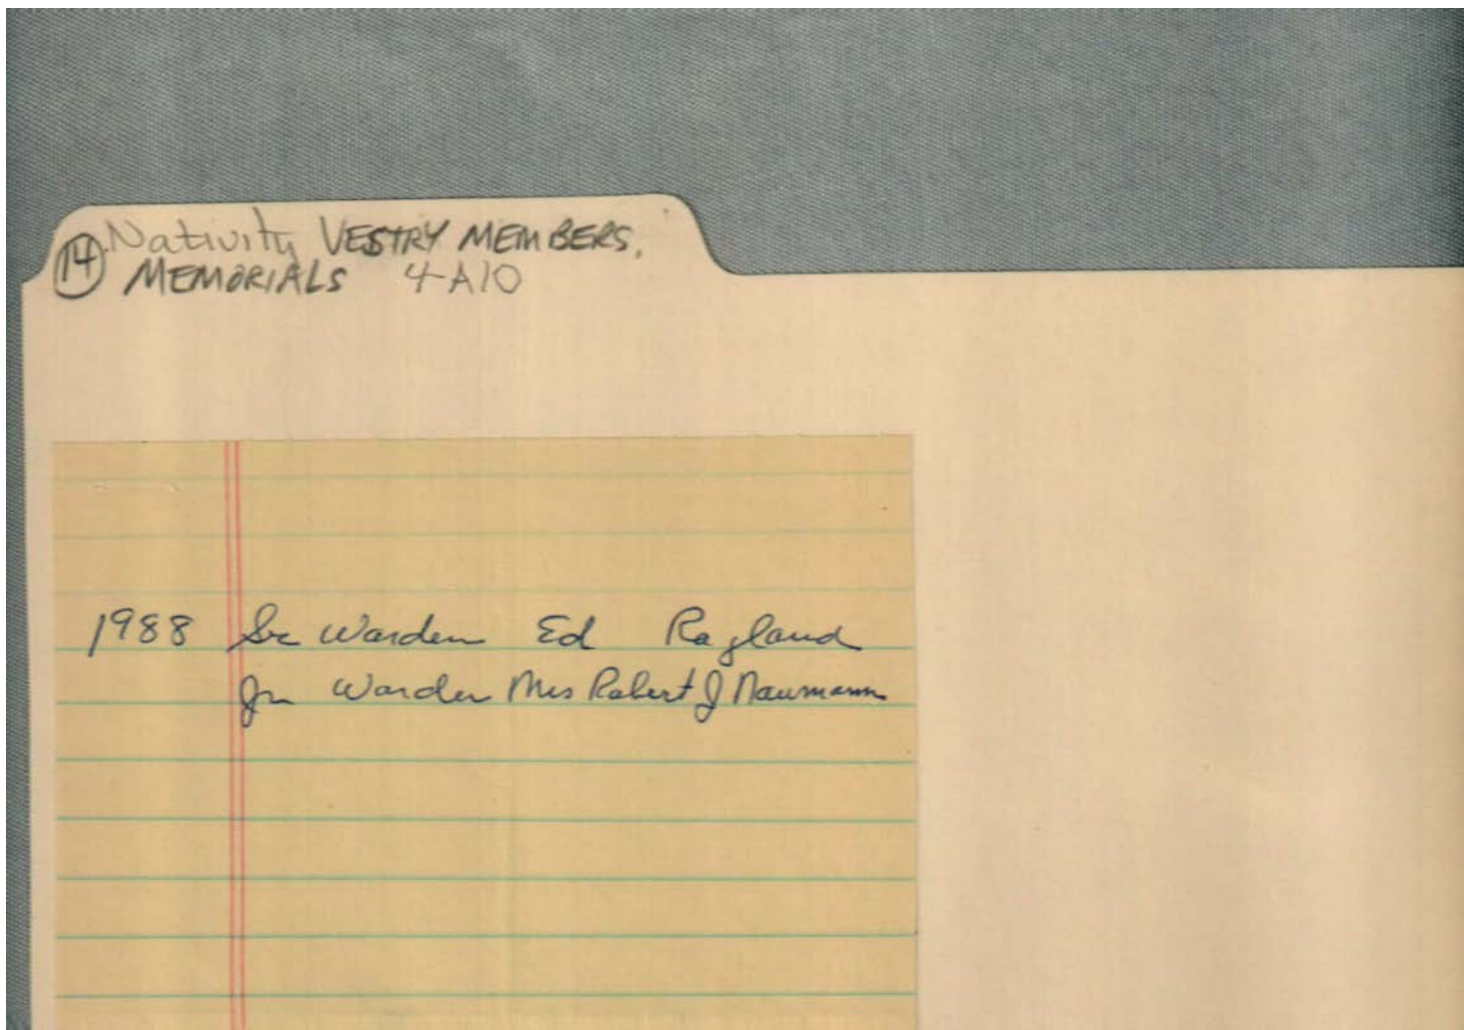 14 Nativity VESTRY MEMBERS,
MEMORIALS 4-A10
1988 Sr Warden Ed Ragland
Jr Warden Mrs Robert J Naumann